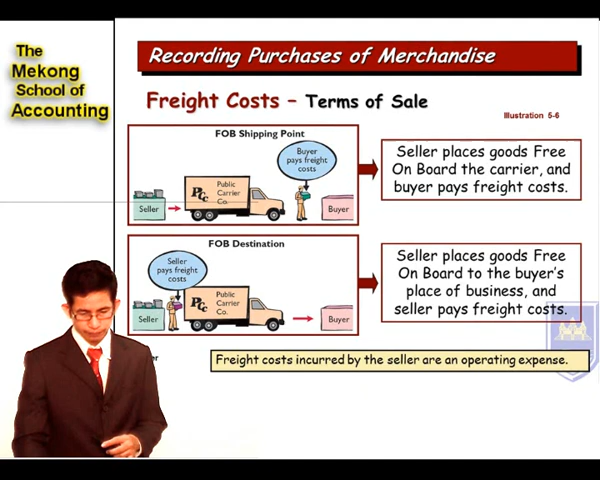 The
Mekong
School of
Accounting
Recording Purchases of Merchandise
Freight Costs – Terms of Sale
Illustration 5-6
FOB Shipping Point
Buyer
pays freight
costs
PCC
Public
Carrier
Co.
Seller
Buyer
Seller places goods Free
On Board the carrier, and
buyer pays freight costs.
FOB Destination
Seller
pays freight
costs
PCC
Public
Carrier
Co.
Seller
Buyer
Seller places goods Free
On Board to the buyer's
place of business, and
seller pays freight costs.
Freight costs incurred by the seller are an operating expense.